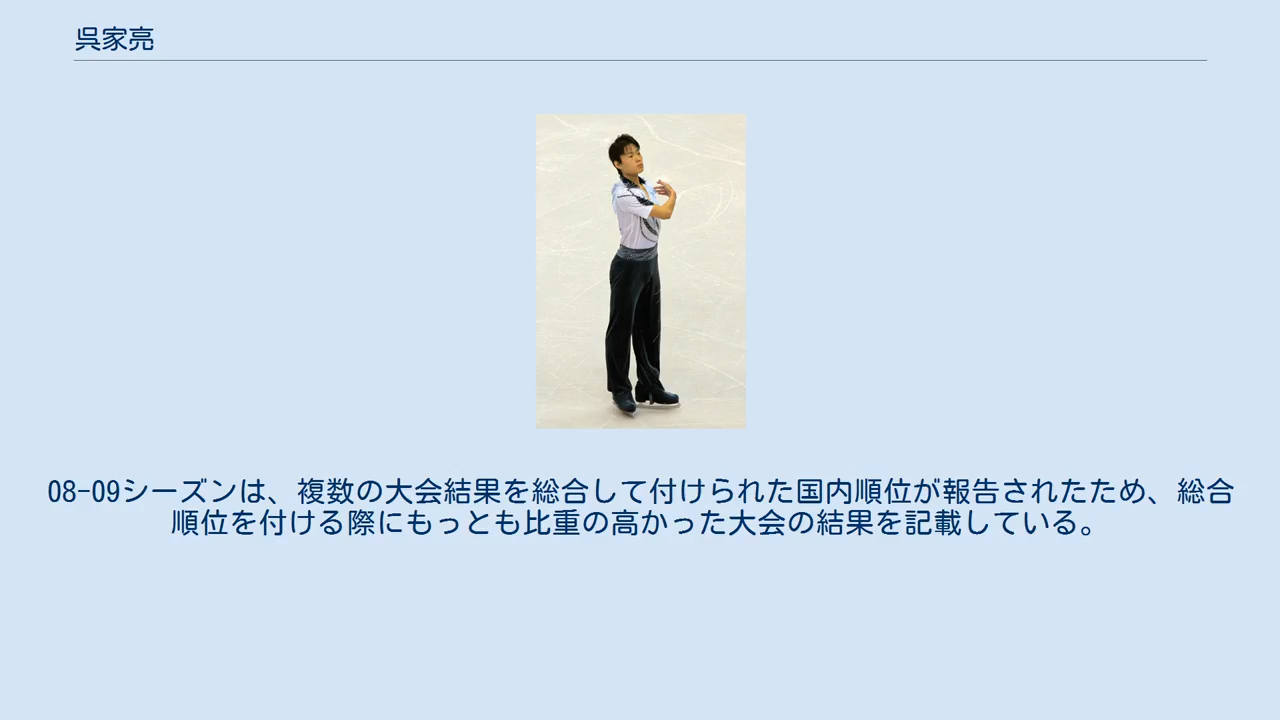 呉家亮
08-09シーズンは、複数の大会結果を総合して付けられた国内順位が報告されたため、総合
順位を付ける際にもっとも比重の高かった大会の結果を記載している。